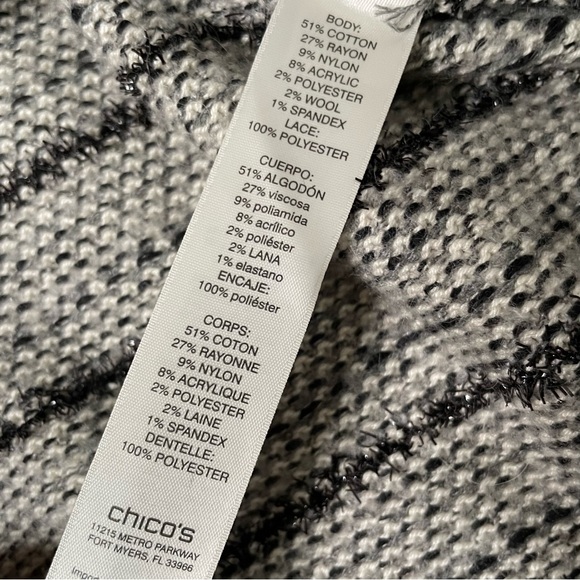 BODY:
51% COTTON
27% RAYON
9% NYLON
8% ACRYLIC
2% POLYESTER
2% WOOL
1% SPANDEX
LACE:
100% POLYESTER
CUERPO:
51% ALGODÓN
27% viscosa
9% poliamida
8% acrílico
2% poliéster
2% LANA
1% elastano
ENCAJE:
100% poliéster
CORPS:
51% COTON
27% RAYONNE
9% NYLON
8% ACRYLIQUE
2% POLYESTER
2% LAINE
1% SPANDEX
DENTELLE:
100% POLYESTER
chico's
11215 METRO PARKWAY
FORT MYERS, FL 33966